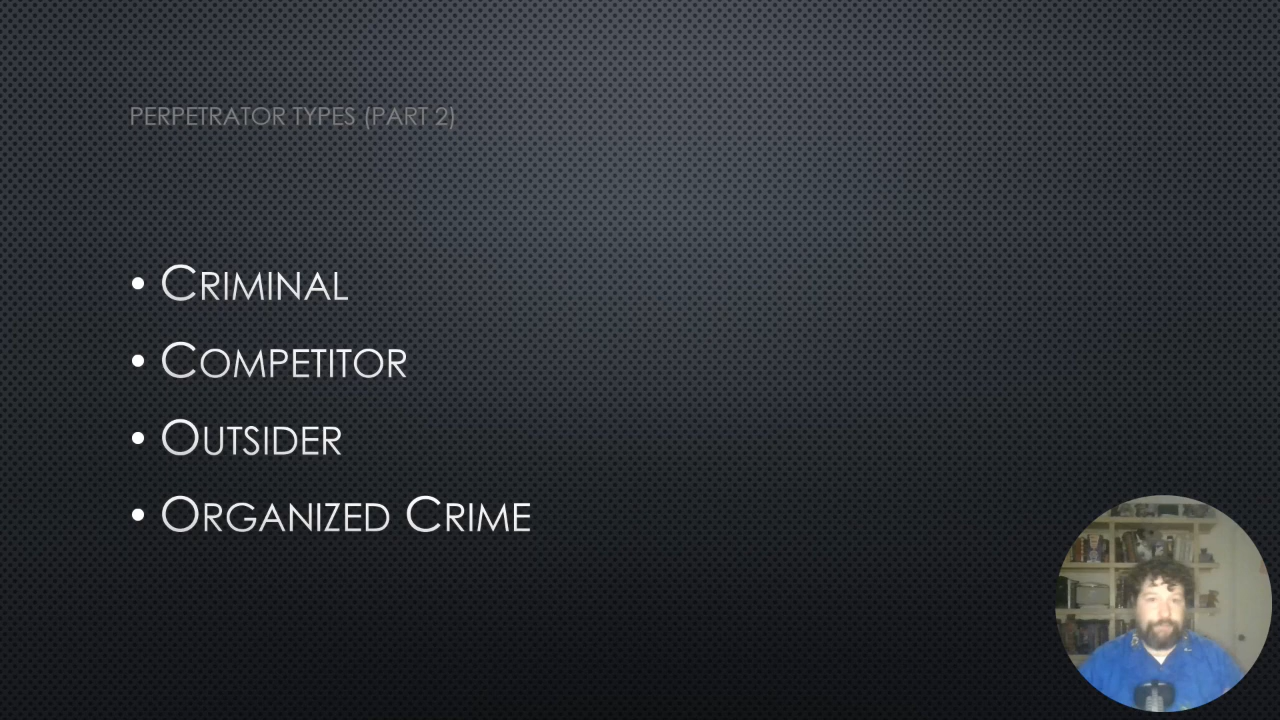 PERPETRATOR TYPES (PART 2)
• CRIMINAL
• COMPETITOR
• OUTSIDER
• ORGANIZED CRIME